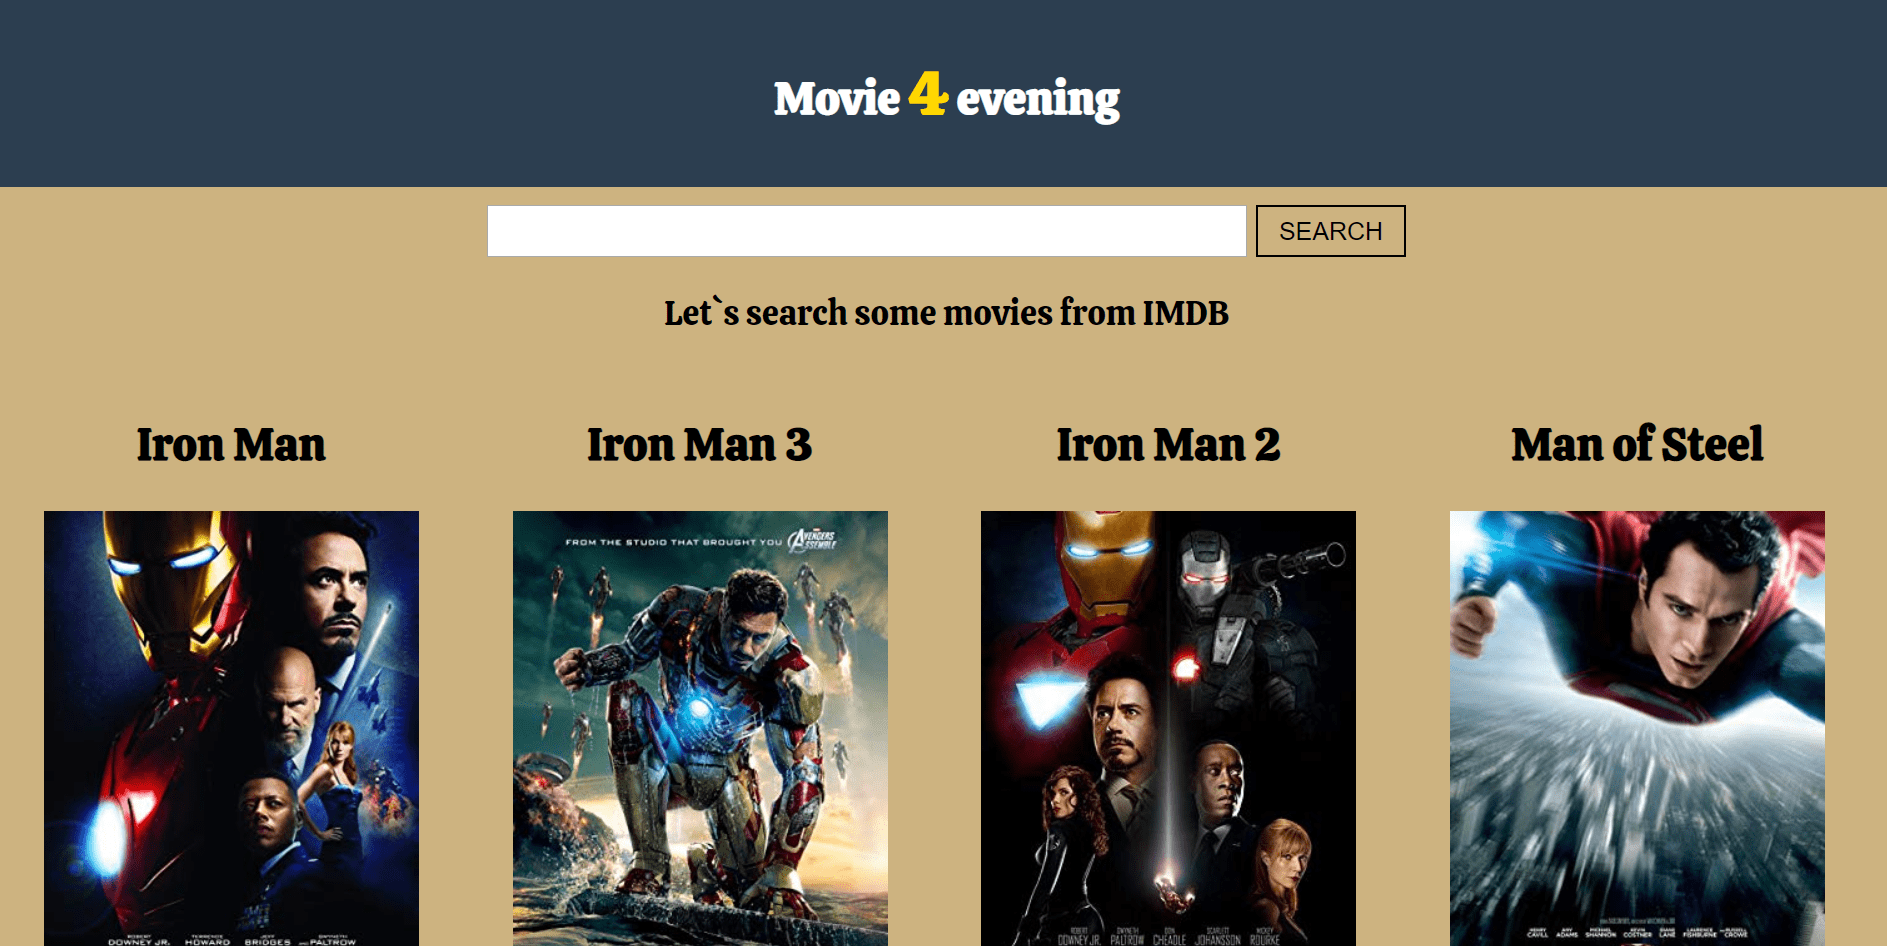 Movie 4 evening
SEARCH
Let`s search some movies from IMDB
Iron Man
Iron Man 3
Iron Man 2
Man of Steel
FROM THE STUDIO THAT BROUGHT YOU AVENGERS ASSEMBLE
ROBERT DOWNEY JR. TERRENCE HOWARD JEFF BRIDGES AND GWYNETH PALTROW
ROBERT DOWNEY JR. GWYNETH PALTROW DON CHEADLE SCARLETT JOHANSSON MICKEY ROURKE
HENRY CAVILL AMY ADAMS MICHAEL SHANNON KEVIN COSTNER DIANE LANE LAURENCE FISHBURNE AND RUSSELL CROWE